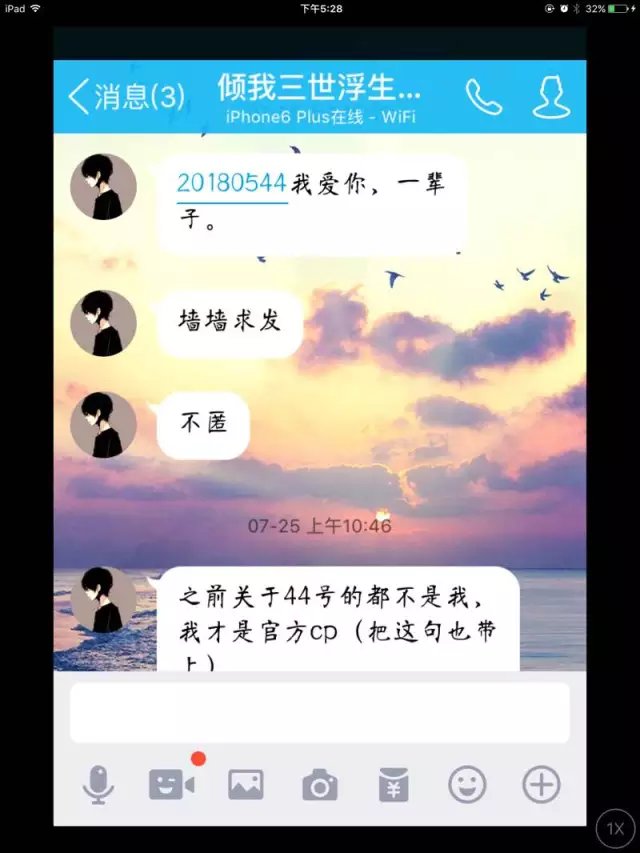 iPad
下午5:28
32%
消息(3)
倾我三世浮生...
iPhone6 Plus在线 - WiFi
20180544我爱你，一辈
子。
墙墙求发
不匿
07-25 上午10:46
之前关于44号的都不是我，
我才是官方cp（把这句也带
上）
1X